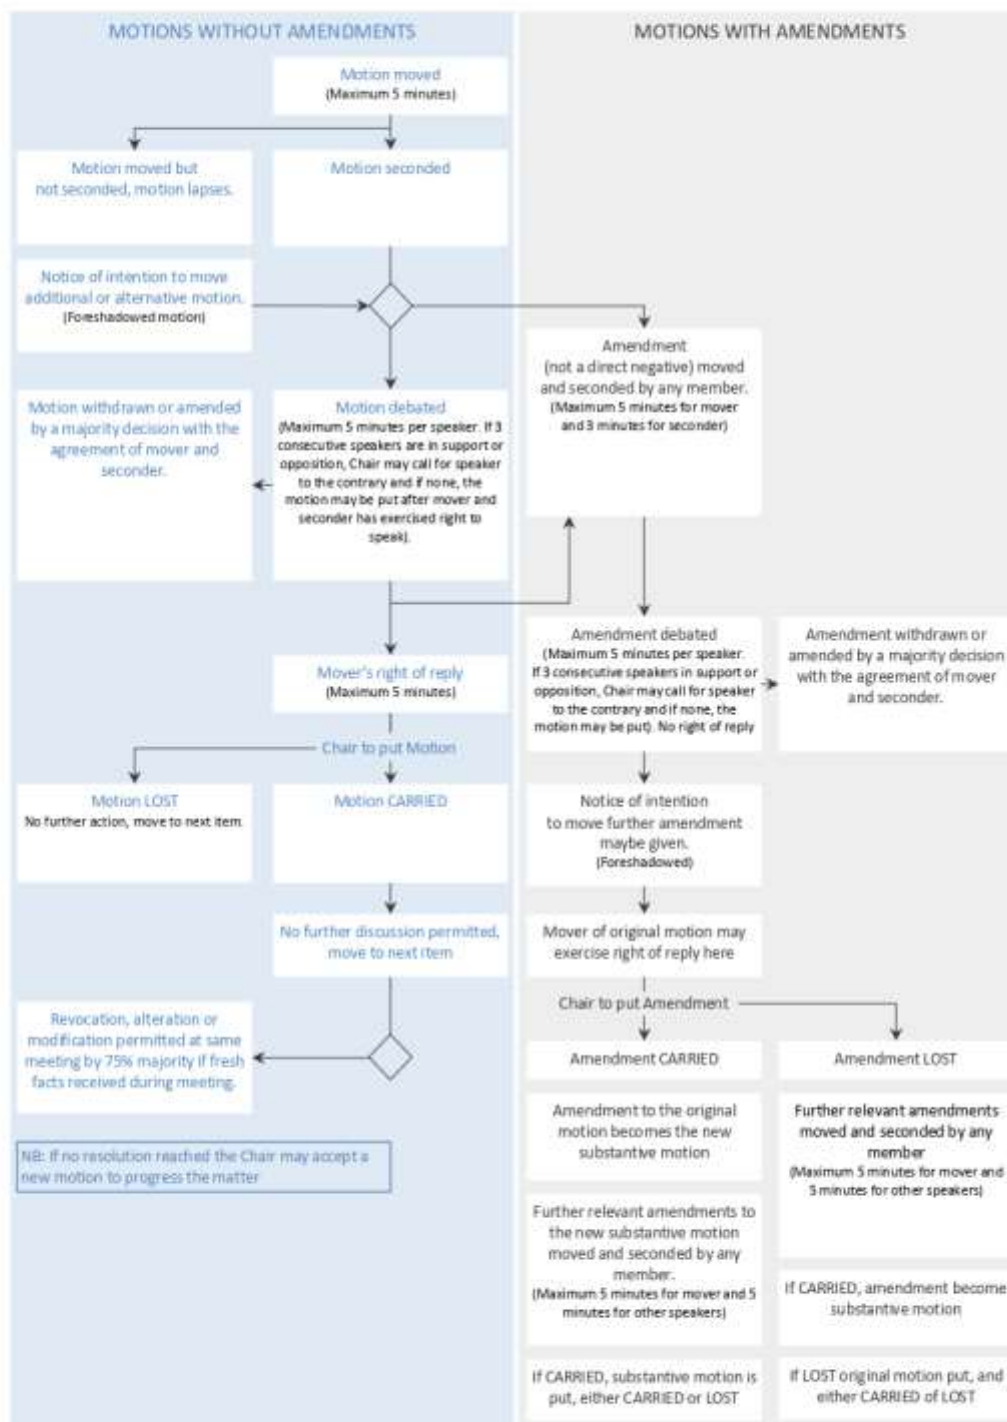 MOTIONS WITHOUT AMENDMENTS
Motion moved
(Maximum 5 minutes)
Motion moved but
not seconded, motion lapses.
Motion seconded
Notice of intention to move
additional or alternative motion.
(Foreshadowed motion)
Motion withdrawn or amended
by a majority decision with the
agreement of mover and
seconder.
Motion debated
(Maximum 5 minutes per speaker. If 3
consecutive speakers are in support or
opposition, Chair may call for speaker
to the contrary and if none, the
motion may be put after mover and
seconder has exercised right to
speak).
Mover's right of reply
(Maximum 5 minutes)
Chair to put Motion
Motion LOST
No further action, move to next item.
Motion CARRIED
No further discussion permitted,
move to next item
Revocation, alteration or
modification permitted at same
meeting by 75% majority if fresh
facts received during meeting.
NB: If no resolution reached the Chair may accept a
new motion to progress the matter
MOTIONS WITH AMENDMENTS
Amendment
(not a direct negative) moved
and seconded by any member.
(Maximum 5 minutes for mover
and 3 minutes for seconder)
Amendment debated
(Maximum 5 minutes per speaker.
If 3 consecutive speakers in support or
opposition, Chair may call for speaker
to the contrary and if none, the
motion may be put). No right of reply
Amendment withdrawn or
amended by a majority decision
with the agreement of mover
and seconder.
Notice of intention
to move further amendment
maybe given.
(Foreshadowed)
Mover of original motion may
exercise right of reply here
Chair to put Amendment
Amendment CARRIED
Amendment to the original
motion becomes the new
substantive motion
Further relevant amendments to
the new substantive motion
moved and seconded by any
member.
(Maximum 5 minutes for mover and 5
minutes for other speakers)
If CARRIED, substantive motion is
put, either CARRIED or LOST
Amendment LOST
Further relevant amendments
moved and seconded by any
member
(Maximum 5 minutes for mover and
5 minutes for other speakers)
If CARRIED, amendment become
substantive motion
If LOST original motion put, and
either CARRIED of LOST